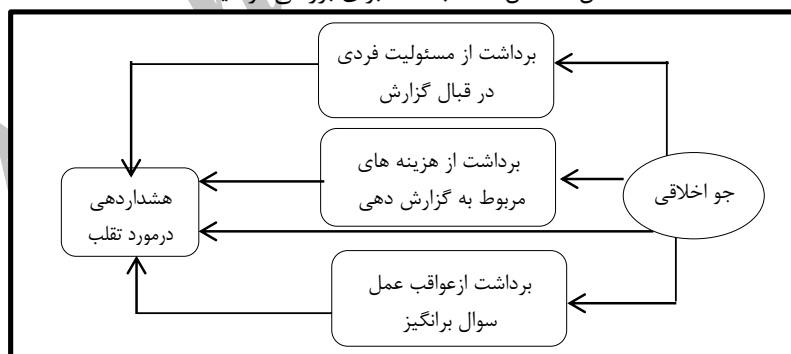 برداشت از مسئولیت فردی
در قبال گزارش
برداشت از هزینه های
مربوط به گزارش دهی
جو اخلاقی
هشداردهی
درمورد تقلب
برداشت ازعواقب عمل
سوال برانگیز